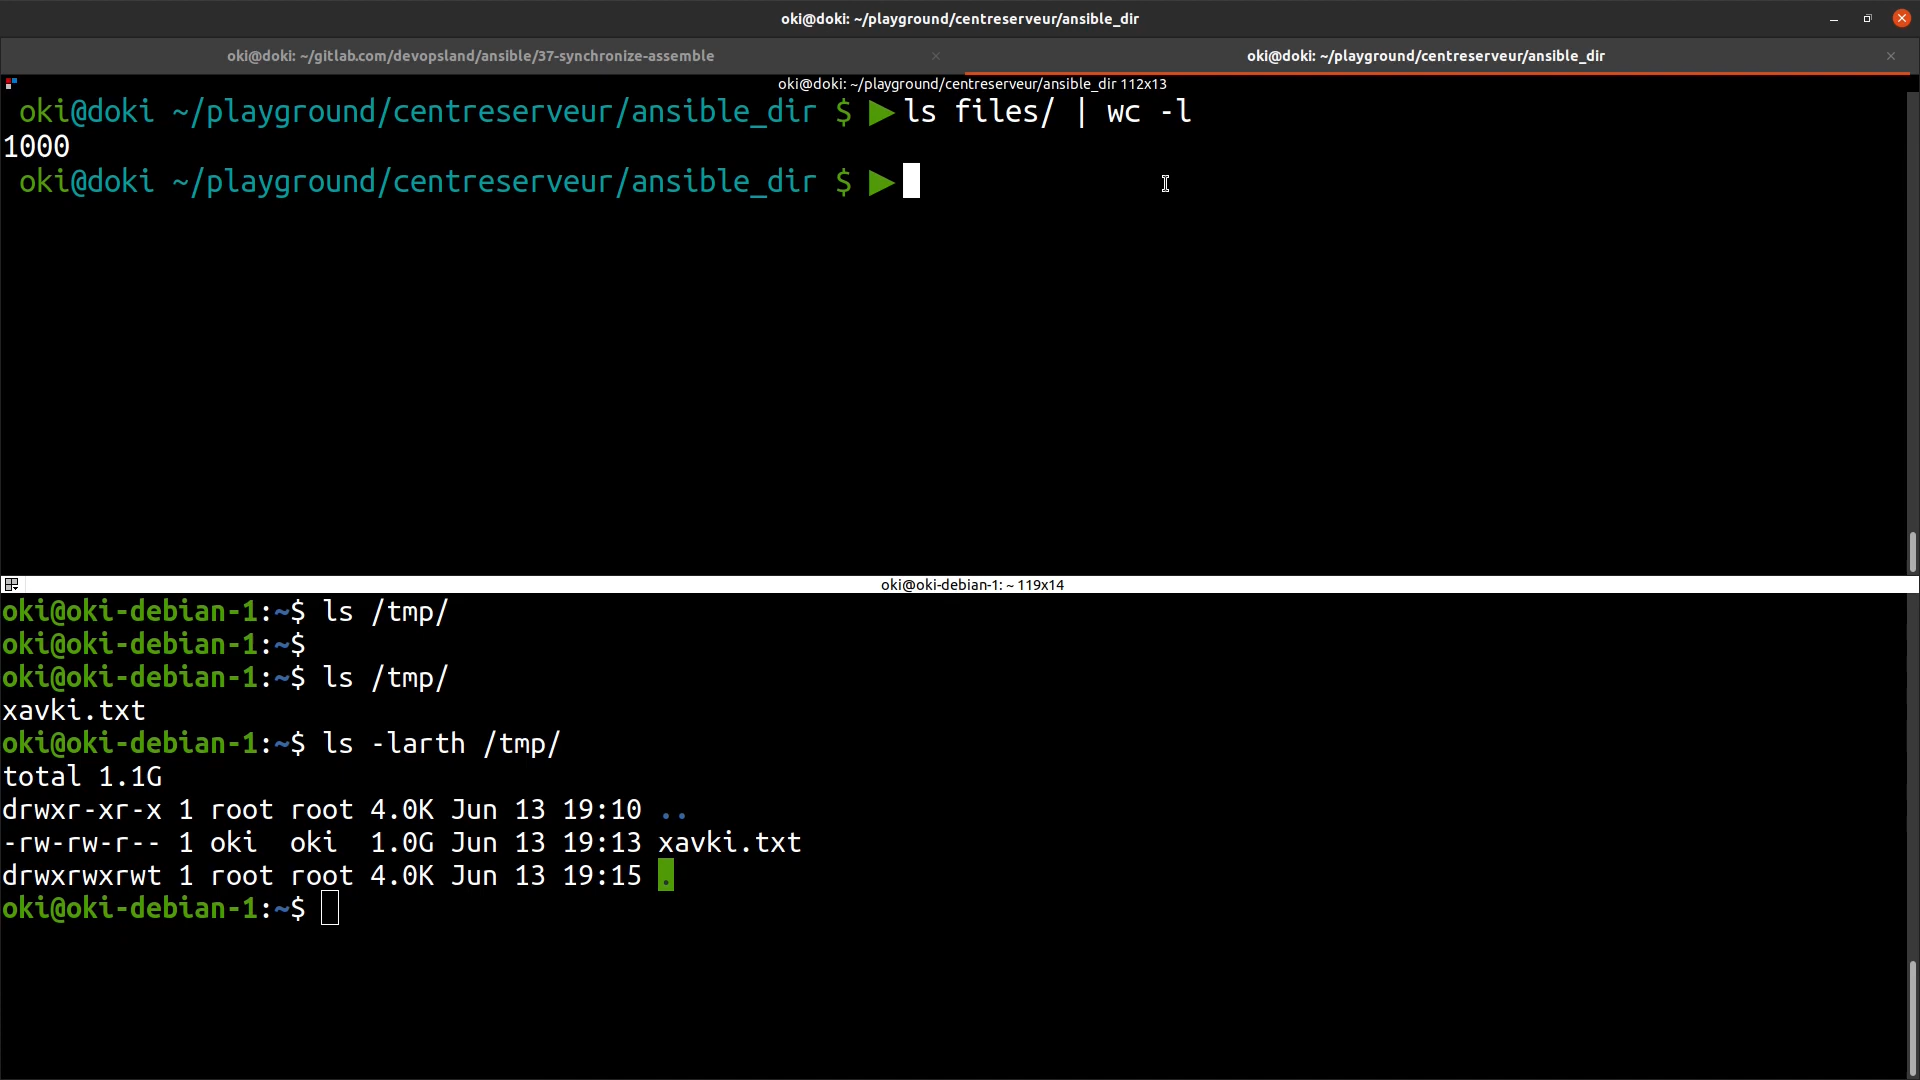 oki@doki: ~/playground/centreserveur/ansible_dir
oki@doki: ~/gitlab.com/devopsland/ansible/37-synchronize-assemble
oki@doki: ~/playground/centreserveur/ansible_dir
oki@doki: ~/playground/centreserveur/ansible_dir 112x13
oki@doki ~/playground/centreserveur/ansible_dir $ ▶ls files/ | wc -l
1000
oki@doki ~/playground/centreserveur/ansible_dir $ ▶
oki@oki-debian-1: ~ 119x14
oki@oki-debian-1:~$ ls /tmp/
oki@oki-debian-1:~$
oki@oki-debian-1:~$ ls /tmp/
xavki.txt
oki@oki-debian-1:~$ ls -larth /tmp/
total 1.1G
drwxr-xr-x 1 root root 4.0K Jun 13 19:10 ..
-rw-rw-r-- 1 oki  oki  1.0G Jun 13 19:13 xavki.txt
drwxrwxrwt 1 root root 4.0K Jun 13 19:15 .
oki@oki-debian-1:~$